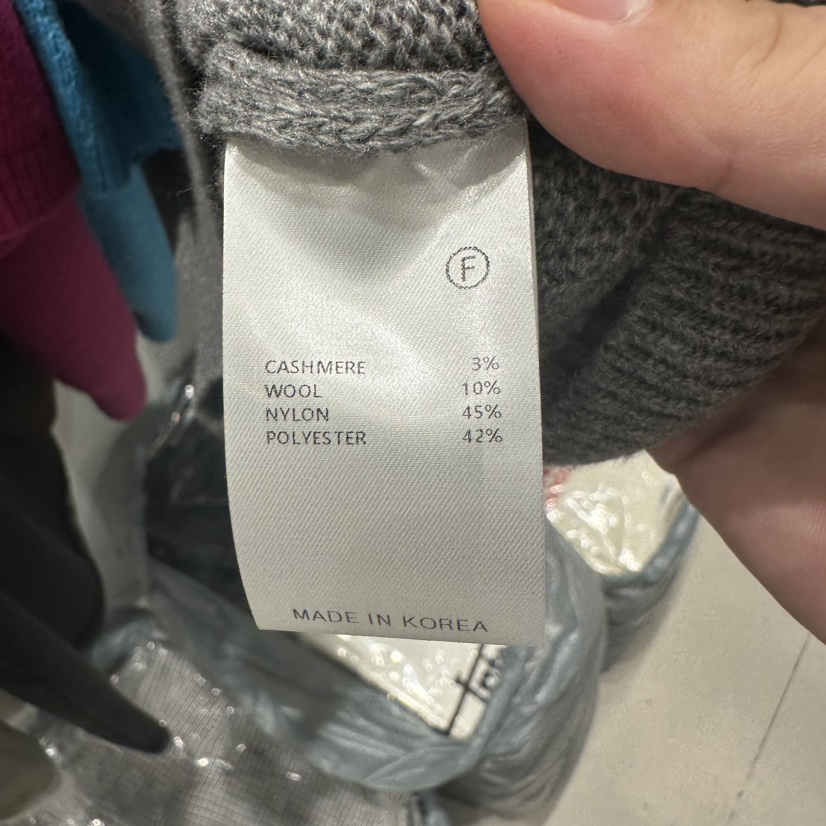 F
CASHMERE 3%
WOOL 10%
NYLON 45%
POLYESTER 42%
MADE IN KOREA